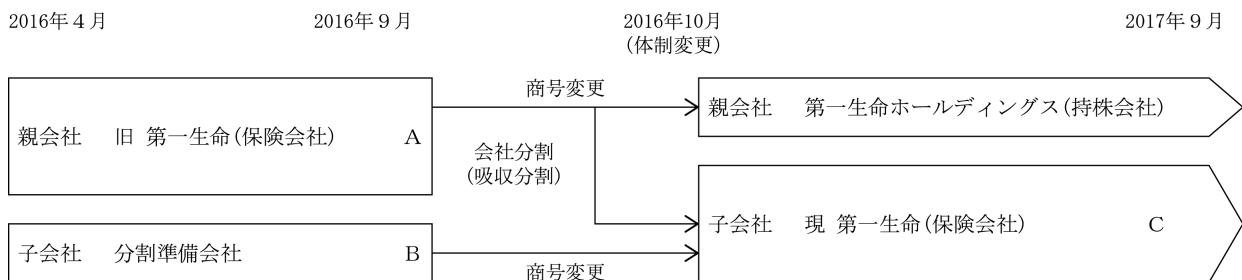 2016年４月　2016年９月　2016年10月　2017年９月
(体制変更)
商号変更
親会社　旧 第一生命(保険会社)　A
親会社　第一生命ホールディングス(持株会社)
会社分割
(吸収分割)
子会社　現 第一生命(保険会社)　C
子会社　分割準備会社　B
商号変更